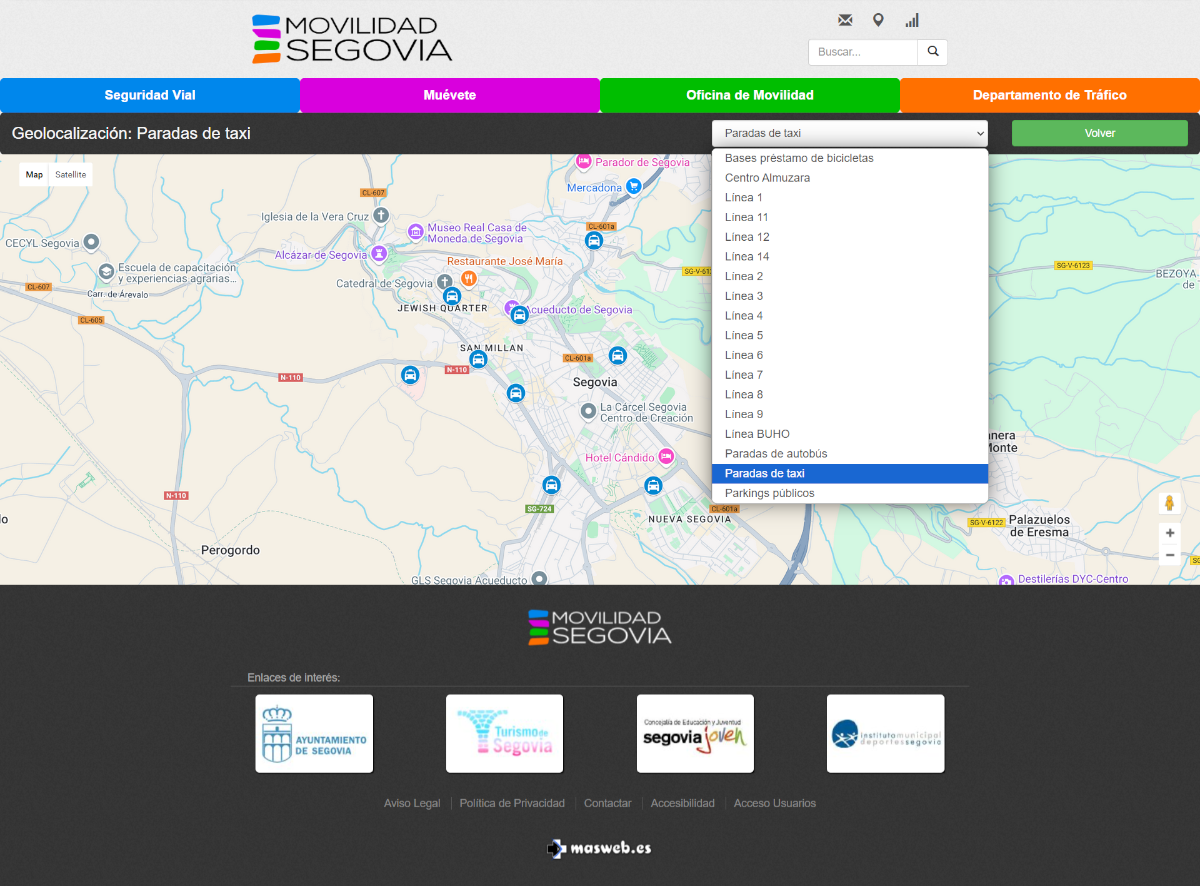 MOVILIDAD
SEGOVIA
Buscar...
Seguridad Vial
Muévete
Oficina de Movilidad
Departamento de Tráfico
Geolocalización: Paradas de taxi
Paradas de taxi
Volver
Bases préstamo de bicicletas
Centro Almuzara
Línea 1
Línea 11
Línea 12
Línea 14
Línea 2
Línea 3
Línea 4
Línea 5
Línea 6
Línea 7
Línea 8
Línea 9
Línea BUHO
Paradas de autobús
Paradas de taxi
Parkings públicos
Map
Satellite
Parador de Segovia
Mercadona
CL-607
Iglesia de la Vera Cruz
Museo Real Casa de
Moneda de Segovia
CL-601a
CECYL Segovia
Alcázar de Segovia
Restaurante José María
Escuela de capacitación
y experiencias agrarias...
Catedral de Segovia
SG-V-612
SG-V-6123
BEZOYA
de
CL-607
Carr. de Arévalo
JEWISH QUARTER
Acueducto de Segovia
CL-605
SAN MILLAN
CL-601a
N-110
N-110
Segovia
La Cárcel Segovia
Centro de Creación
anera
Monte
Hotel Cándido
N-110
SG-724
CL-601a
NUEVA SEGOVIA
lo
SG-V-6122
Palazuelos
de Eresma
Perogordo
SG
GLS Segovia Acueducto
Destilerías DYC-Centro
MOVILIDAD
SEGOVIA
Enlaces de interés:
AYUNTAMIENTO
DE SEGOVIA
Turismo de
Segovia
Concejalía de Educación y Juventud
segovia joven
instituto municipal
deportes segovia
Aviso Legal
Política de Privacidad
Contactar
Accesibilidad
Acceso Usuarios
masweb.es